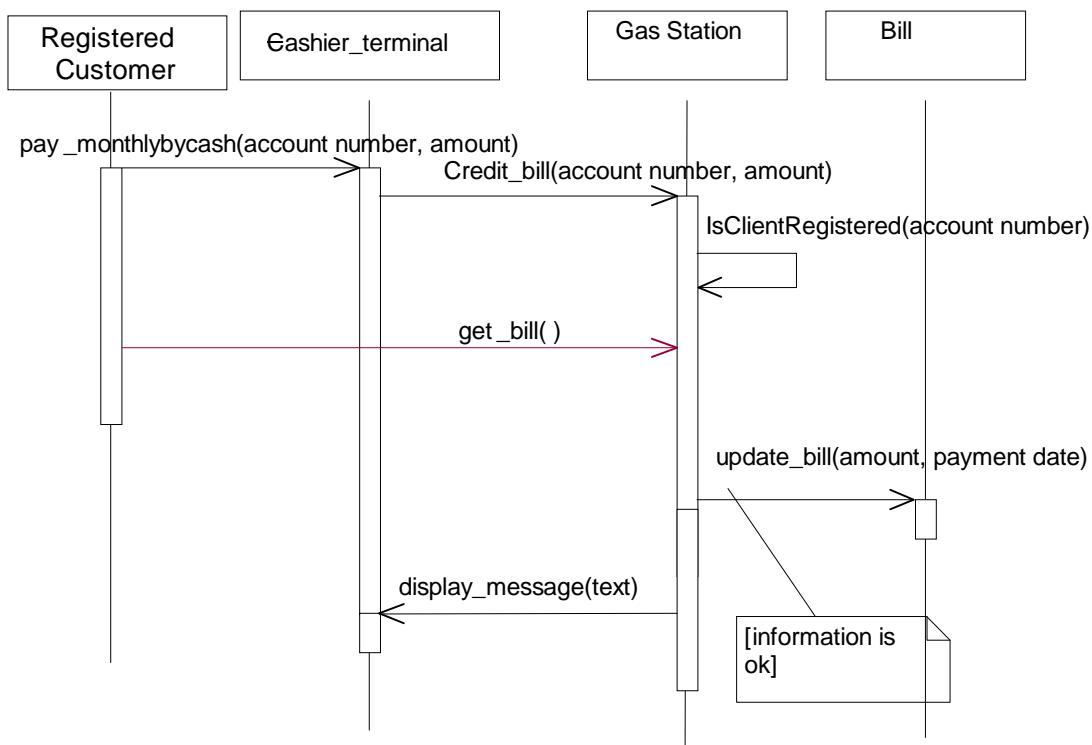 Registered
Customer
Cashier_terminal
Gas Station
Bill
pay _monthlybycash(account number, amount)
Credit_bill(account number, amount)
IsClientRegistered(account number)
get _bill( )
update_bill(amount, payment date)
display_message(text)
[information is
ok]